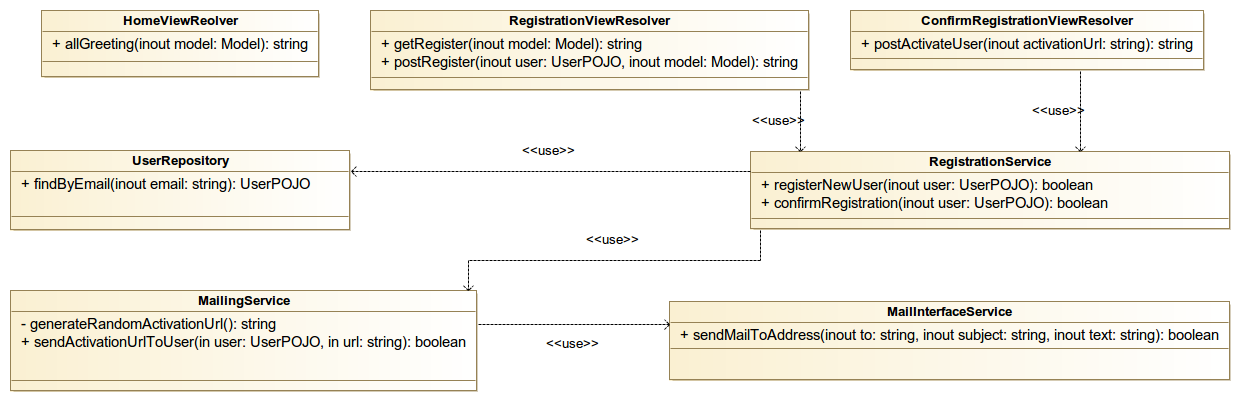 HomeViewReolver
+ allGreeting(inout model: Model): string
RegistrationViewResolver
+ getRegister(inout model: Model): string
+ postRegister(inout user: UserPOJO, inout model: Model): string
ConfirmRegistrationViewResolver
+ postActivateUser(inout activationUrl: string): string
<<use>>
<<use>>
<<use>>
UserRepository
+ findByEmail(inout email: string): UserPOJO
RegistrationService
+ registerNewUser(inout user: UserPOJO): boolean
+ confirmRegistration(inout user: UserPOJO): boolean
<<use>>
MailingService
- generateRandomActivationUrl(): string
+ sendActivationUrlToUser(in user: UserPOJO, in url: string): boolean
<<use>>
MailInterfaceService
+ sendMailToAddress(inout to: string, inout subject: string, inout text: string): boolean